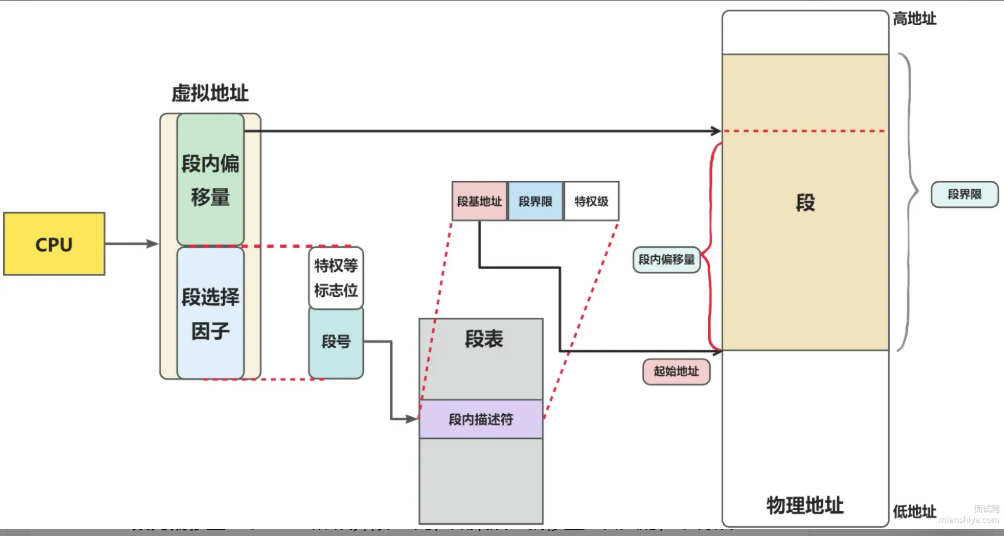 高地址
虚拟地址
段内偏
移量
段基地址
段界限
特权级
段
段界限
CPU
特权等
标志位
段内偏移量
段选择
因子
段号
段表
起始地址
段内描述符
物理地址
低地址
面试鸭
mianshiya.com